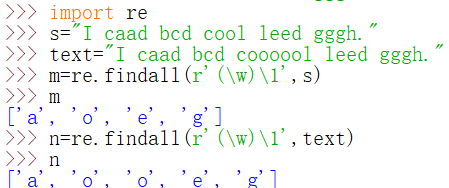 >>> import re
>>> s="I caad bcd cool leed gggh."
>>> text="I caad bcd coooool leed gggh."
>>> m=re.findall(r'(\w)\1',s)
>>> m
['a', 'o', 'e', 'g']
>>> n=re.findall(r'(\w)\1',text)
>>> n
['a', 'o', 'o', 'e', 'g']